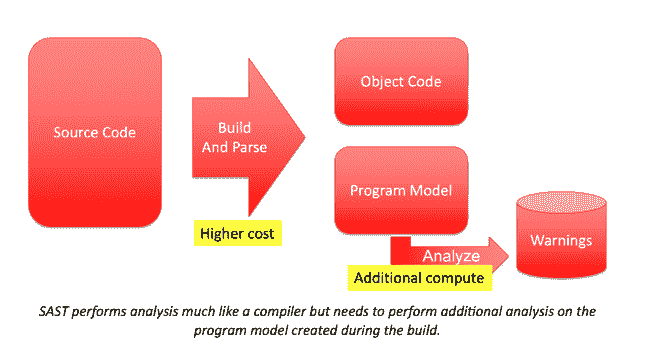 Source Code
Build
And Parse
Higher cost
Object Code
Program Model
Analyze
Additional compute
Warnings
SAST performs analysis much like a compiler but needs to perform additional analysis on the
program model created during the build.